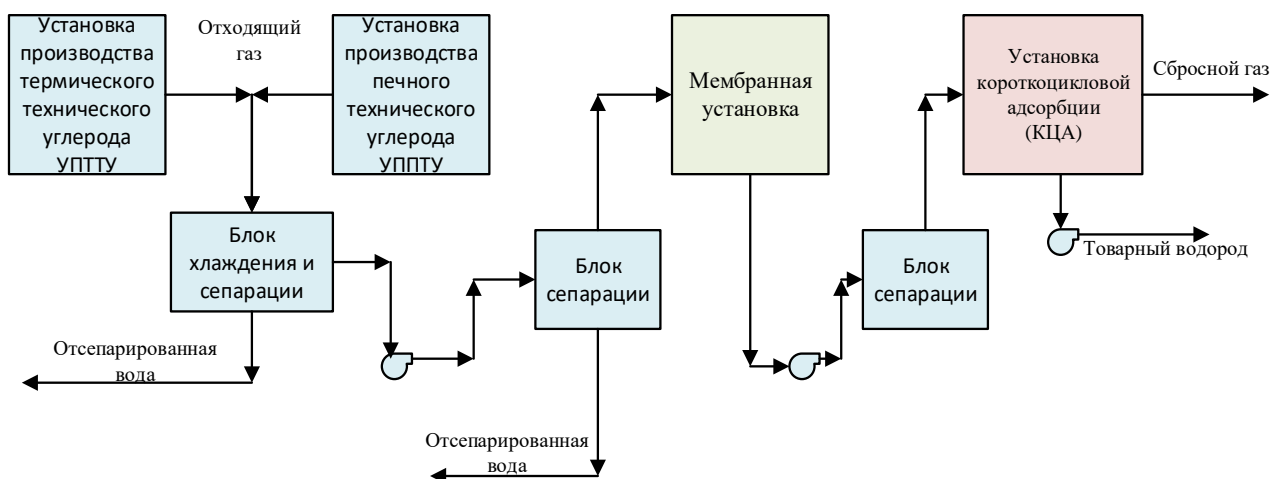 Установка
производства
термического
технического
углерода
УПТТУ
Отходящий
газ
Установка
производства
печного
технического
углерода
УППТУ
Мембранная
установка
Установка
короткоцикловой
адсорбции
(КЦА)
Сбросной газ
Блок
хлаждения и
сепарации
Блок
сепарации
Блок
сепарации
Товарный водород
Отсепарированная
вода
Отсепарированная
вода